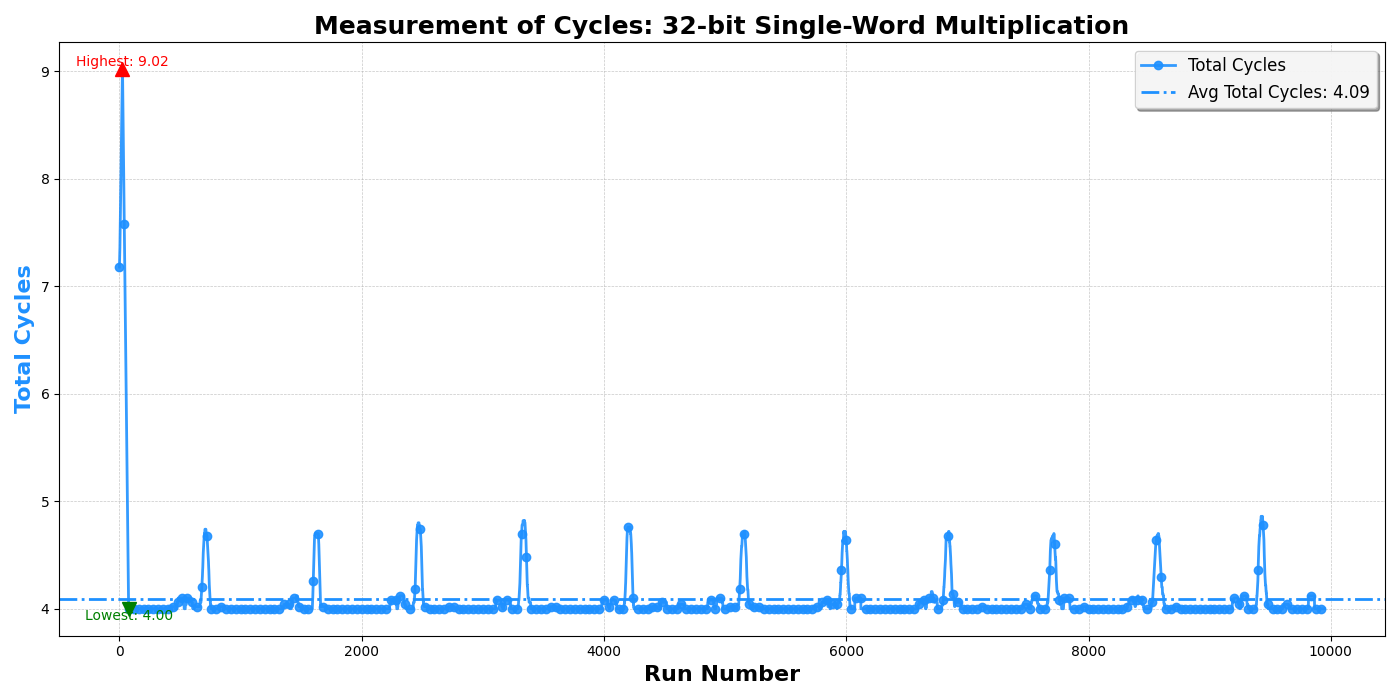 Measurement of Cycles: 32-bit Single-Word Multiplication
Highest: 9.02
Total Cycles
Avg Total Cycles: 4.09
9
8
7
6
5
4
Total Cycles
Lowest: 4.00
0
2000
4000
6000
8000
10000
Run Number